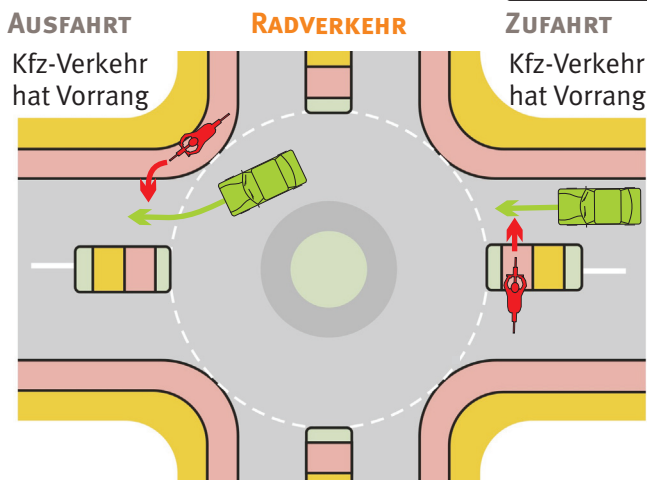 AUSFAHRT
RADVERKEHR
ZUFAHRT
Kfz-Verkehr
hat Vorrang
Kfz-Verkehr
hat Vorrang